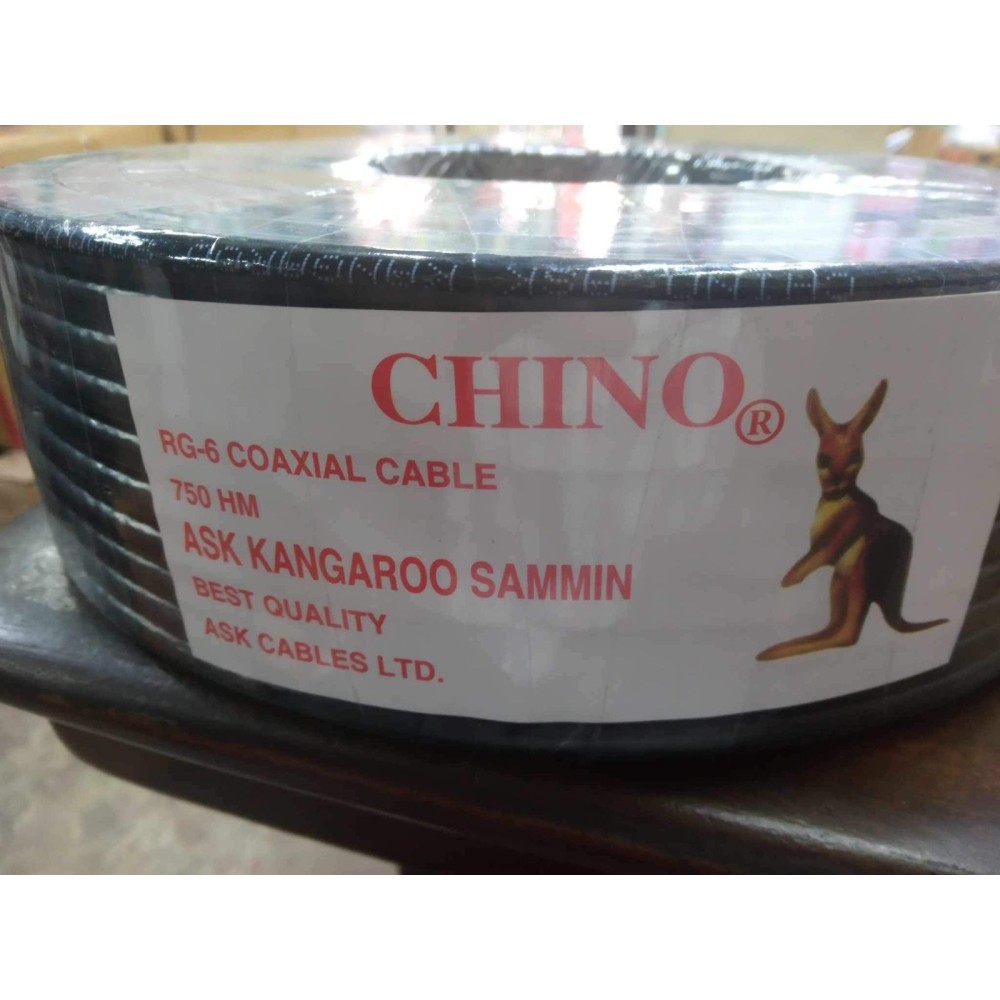 CHINO®
RG-6 COAXIAL CABLE
750 HM
ASK KANGAROO SAMMIN
BEST QUALITY
ASK CABLES LTD.